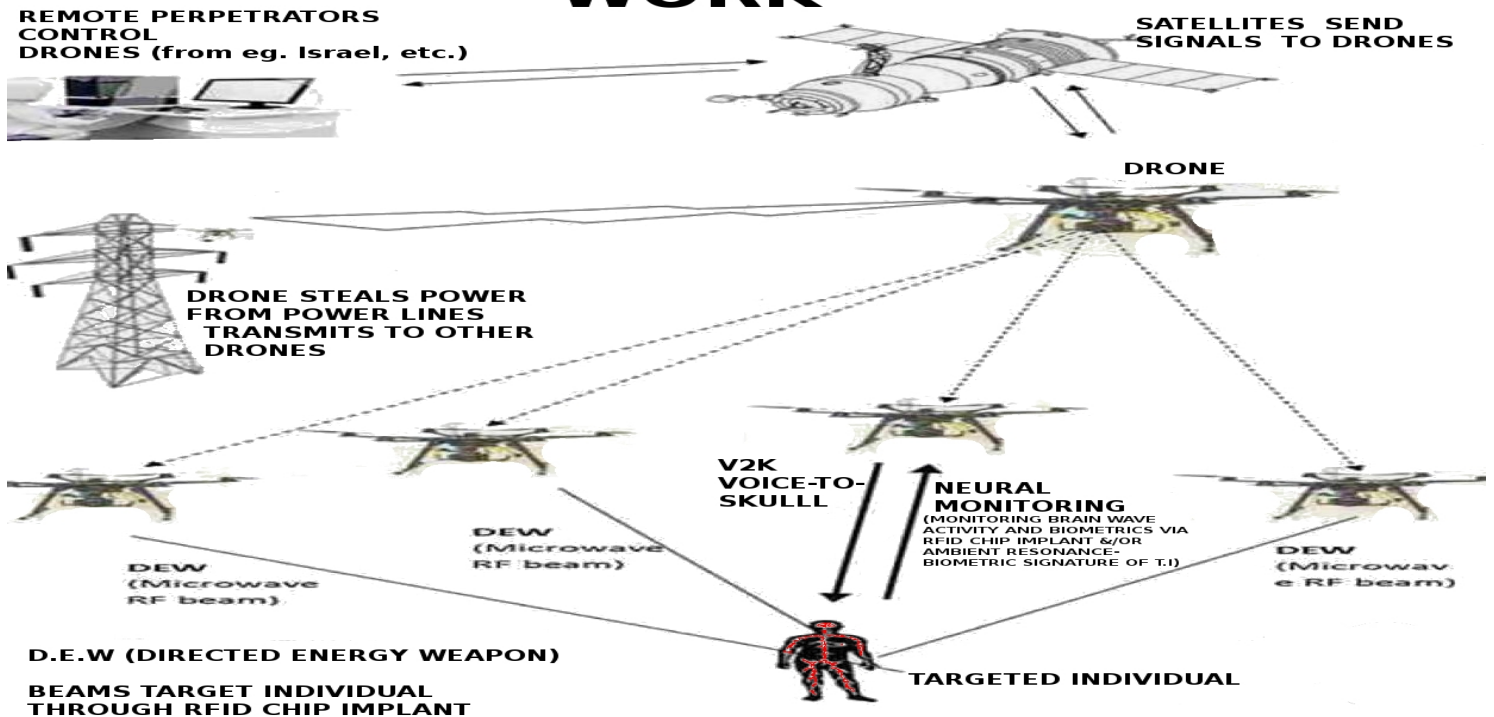 WORK
REMOTE PERPETRATORS
CONTROL
DRONES (from eg. Israel, etc.)
SATELLITES SEND
SIGNALS TO DRONES
DRONE
DRONE STEALS POWER
FROM POWER LINES
TRANSMITS TO OTHER
DRONES
V2K
VOICE-TO-
SKULLL
NEURAL
MONITORING
(MONITORING BRAIN WAVE
ACTIVITY AND BIOMETRICS VIA
RFID CHIP IMPLANT &/OR
AMBIENT RESONANCE-
BIOMETRIC SIGNATURE OF T.I)
DEW
(Microwave
RF beam)
DEW
(Microwave
RF beam)
DEW
(Microwav
e RF beam)
D.E.W (DIRECTED ENERGY WEAPON)
BEAMS TARGET INDIVIDUAL
THROUGH RFID CHIP IMPLANT
TARGETED INDIVIDUAL